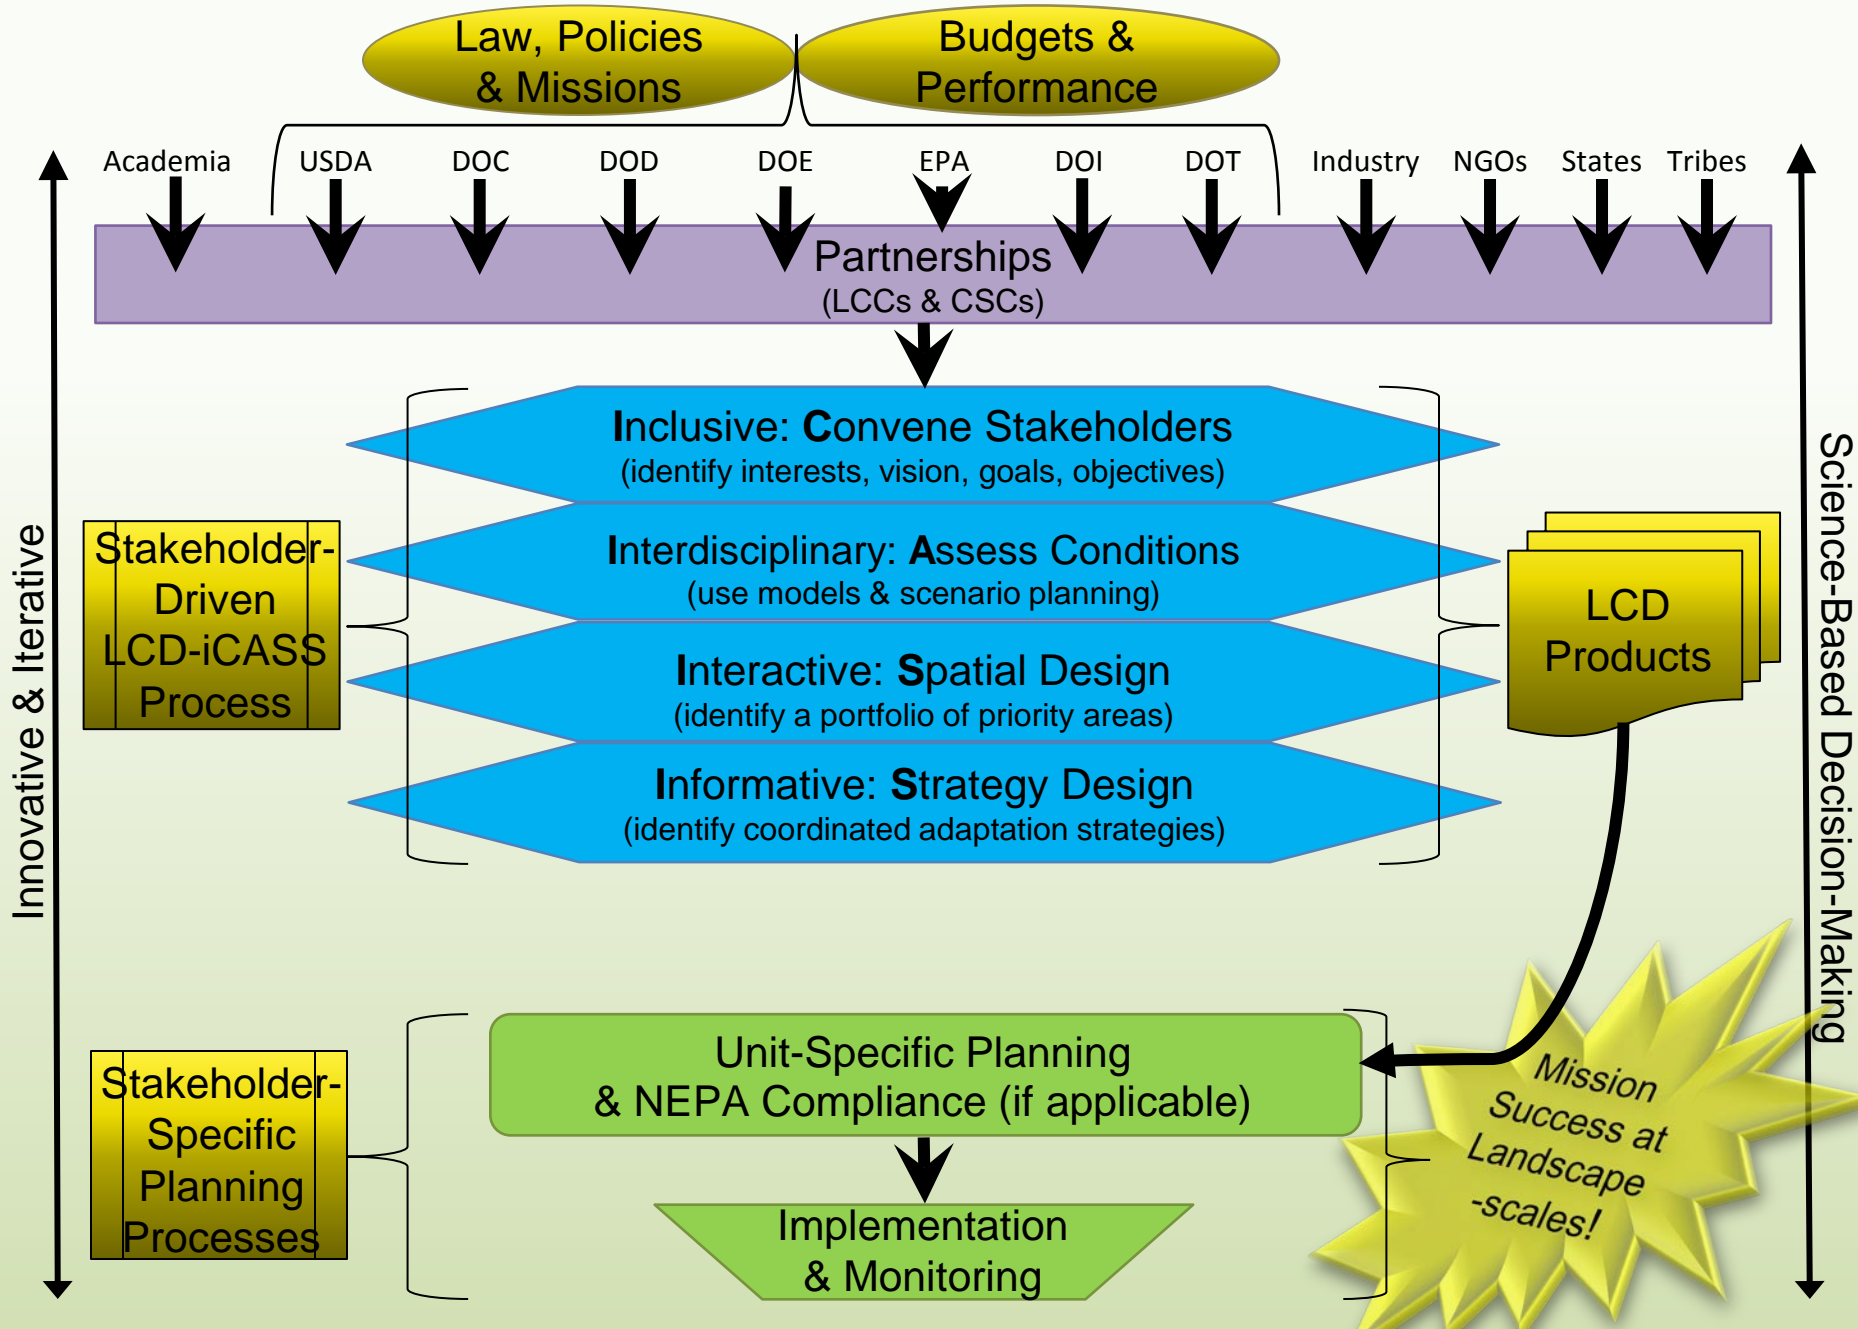 Law, Policies
& Missions
Budgets &
Performance
Academia
USDA
DOC
DOD
DOE
EPA
DOI
DOT
Industry
NGOs
States
Tribes
Partnerships
(LCCs & CSCs)
Innovative & Iterative
Science-Based Decision-Making
Stakeholder-
Driven
LCD-iCASS
Process
Inclusive: Convene Stakeholders
(identify interests, vision, goals, objectives)
Interdisciplinary: Assess Conditions
(use models & scenario planning)
Interactive: Spatial Design
(identify a portfolio of priority areas)
Informative: Strategy Design
(identify coordinated adaptation strategies)
LCD
Products
Stakeholder-
Specific
Planning
Processes
Unit-Specific Planning
& NEPA Compliance (if applicable)
Implementation
& Monitoring
Mission
Success at
Landscape
-scales!